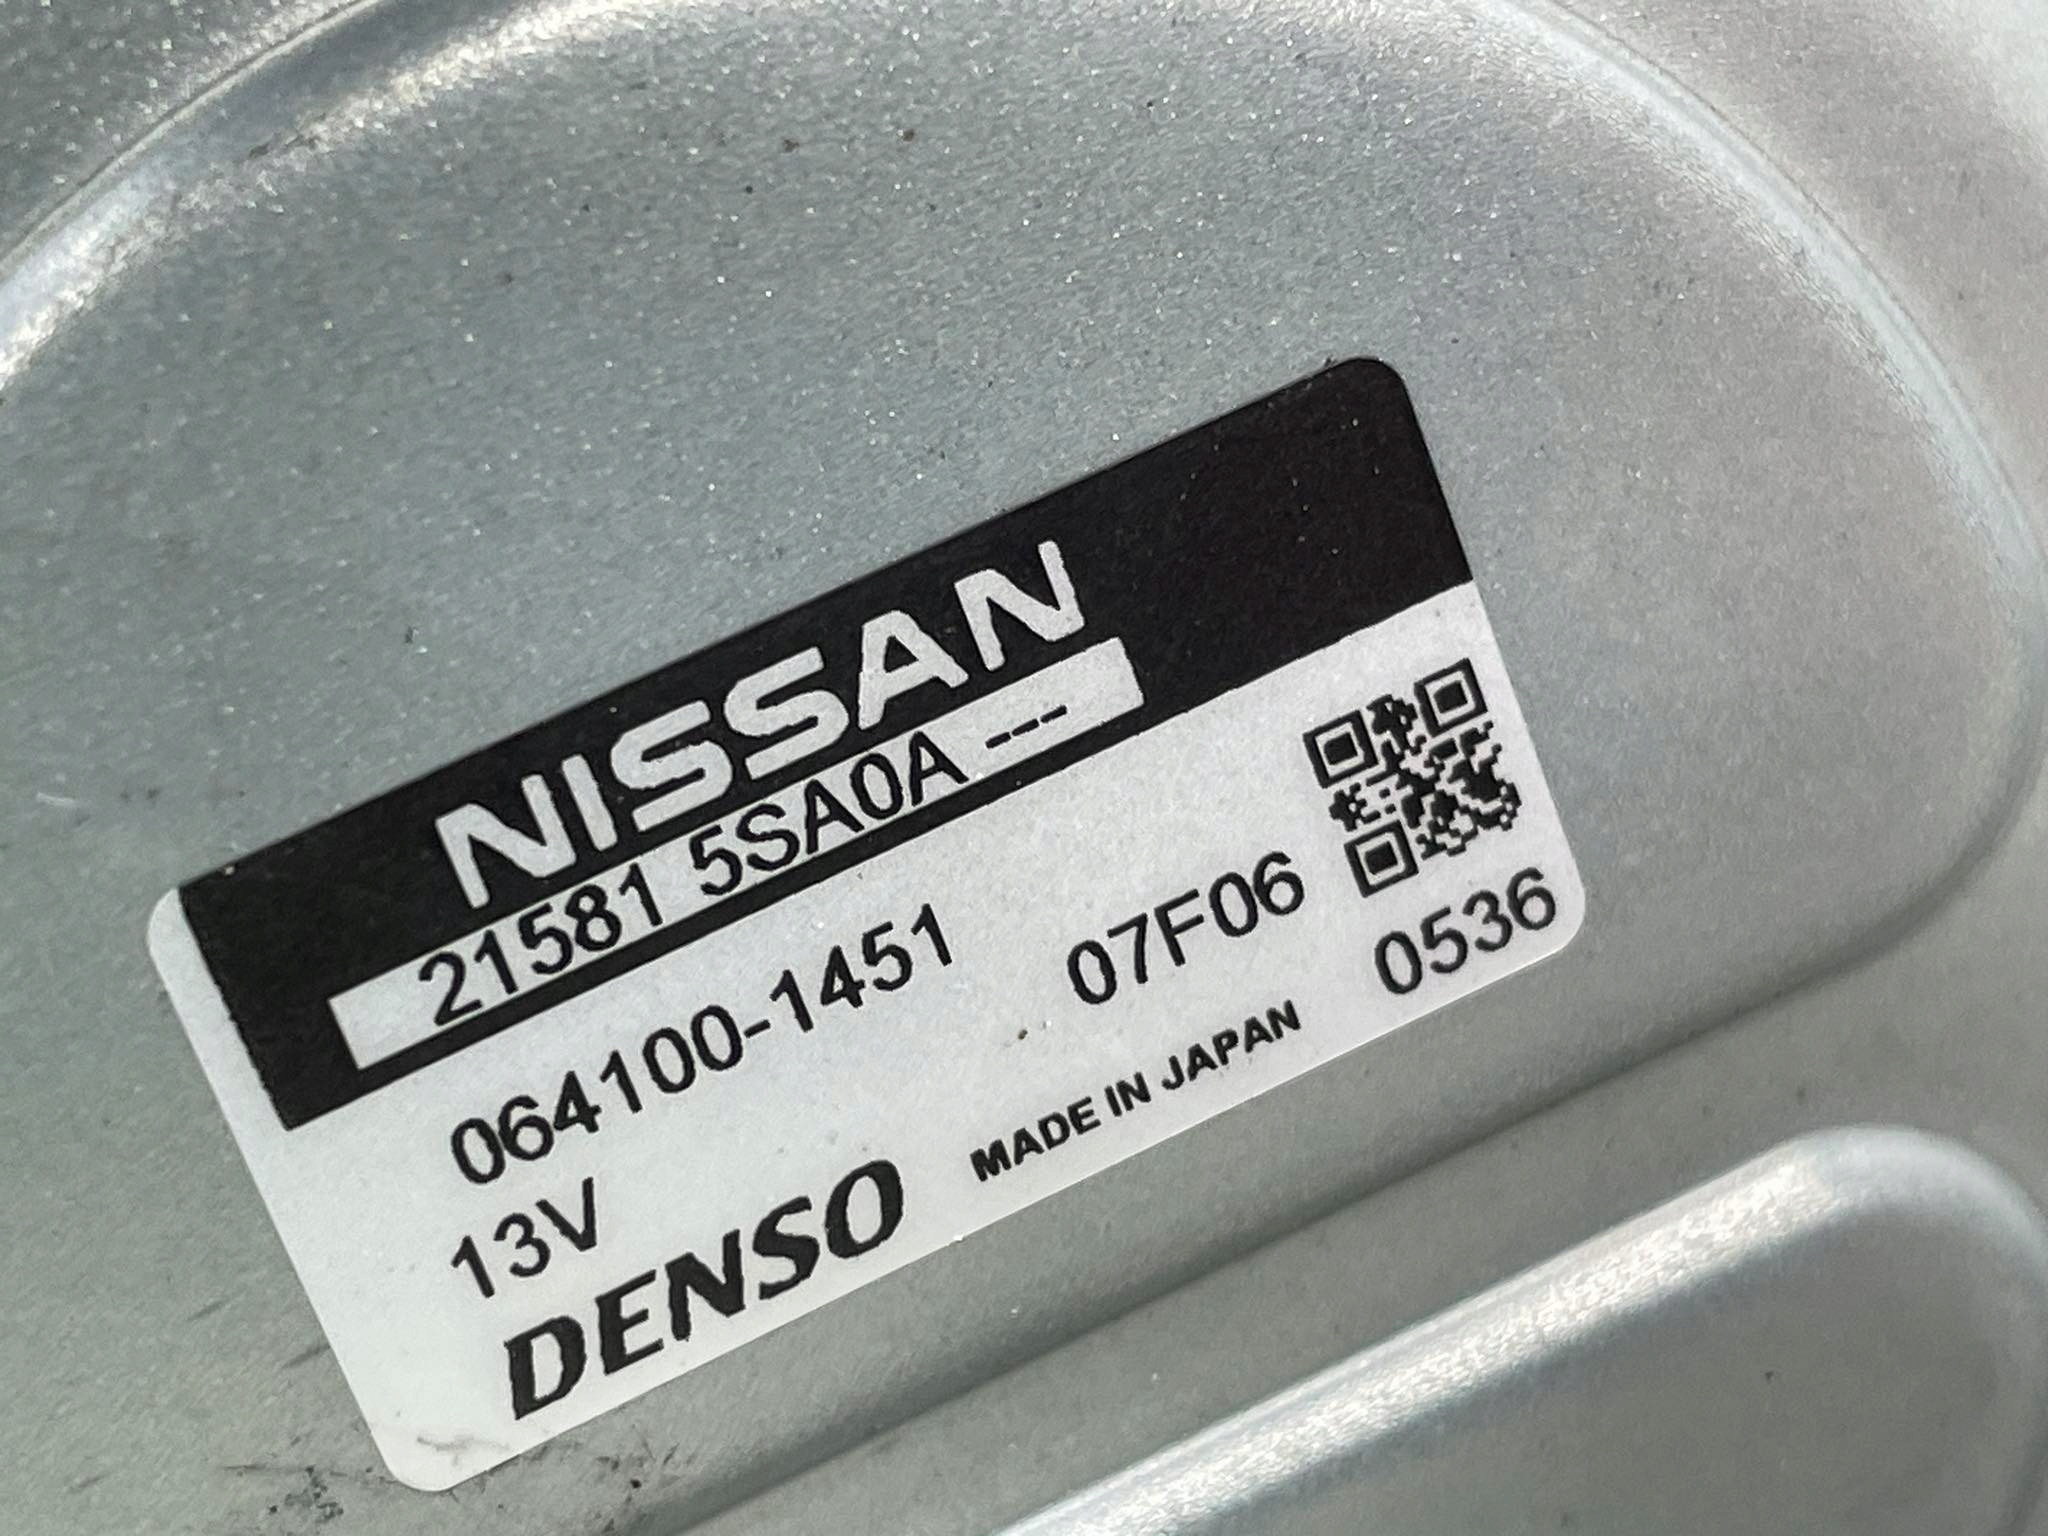 NISSAN
21581 5SA0A ---
064100-1451 07F06
13V
DENSO MADE IN JAPAN 0536